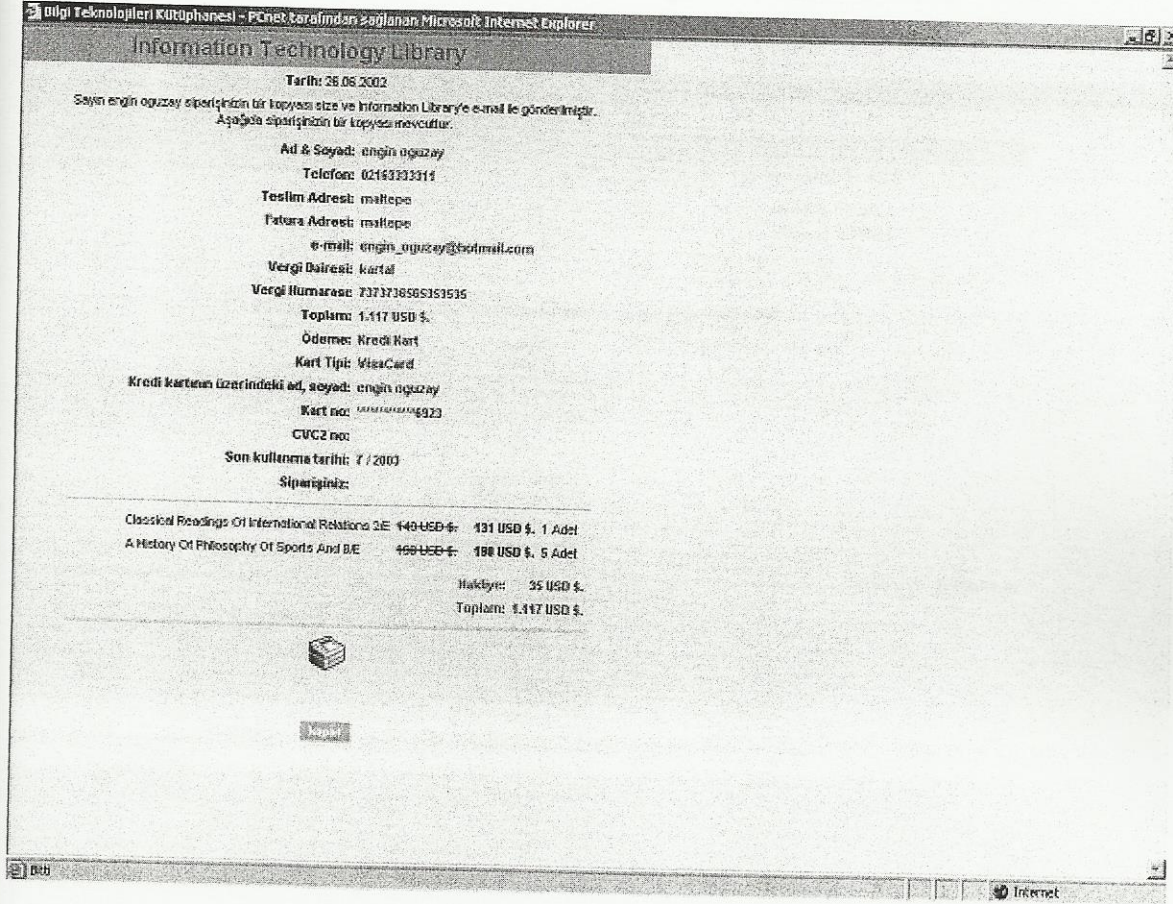 Bilgi Teknolojileri Kütüphanesi - PCnet tarafından sağlanan Microsoft Internet Explorer
Information Technology Library
Tarih: 26.06.2002
Sayın engin oguzay siparişinizin bir kopyası size ve Information Library'e e-mail ile gönderilmiştir.
Aşağıda siparişinizin bir kopyası mevcuttur.
Ad & Soyad: engin oguzay
Telefon: 02163333311
Teslim Adresi: maltepe
Fatura Adresi: maltepe
e-mail: engin_oguzay@hotmail.com
Vergi Dairesi: kartal
Vergi Numarası:
Toplam: 1.117 USD $.
Ödeme: Kredi Kart
Kart Tipi: VisaCard
Kredi kartının üzerindeki ad, soyad: engin oguzay
Kart no: ************6923
CVC2 no:
Son kullanma tarihi: 7 / 2003
Siparişiniz:
Classical Readings Of International Relations 2/E 140 USD $. 131 USD $. 1 Adet
A History Of Philosophy Of Sports And 190 USD $. 5 Adet
Nakliye: 35 USD $.
Toplam: 1.117 USD $.
kapat
Bitti
Internet